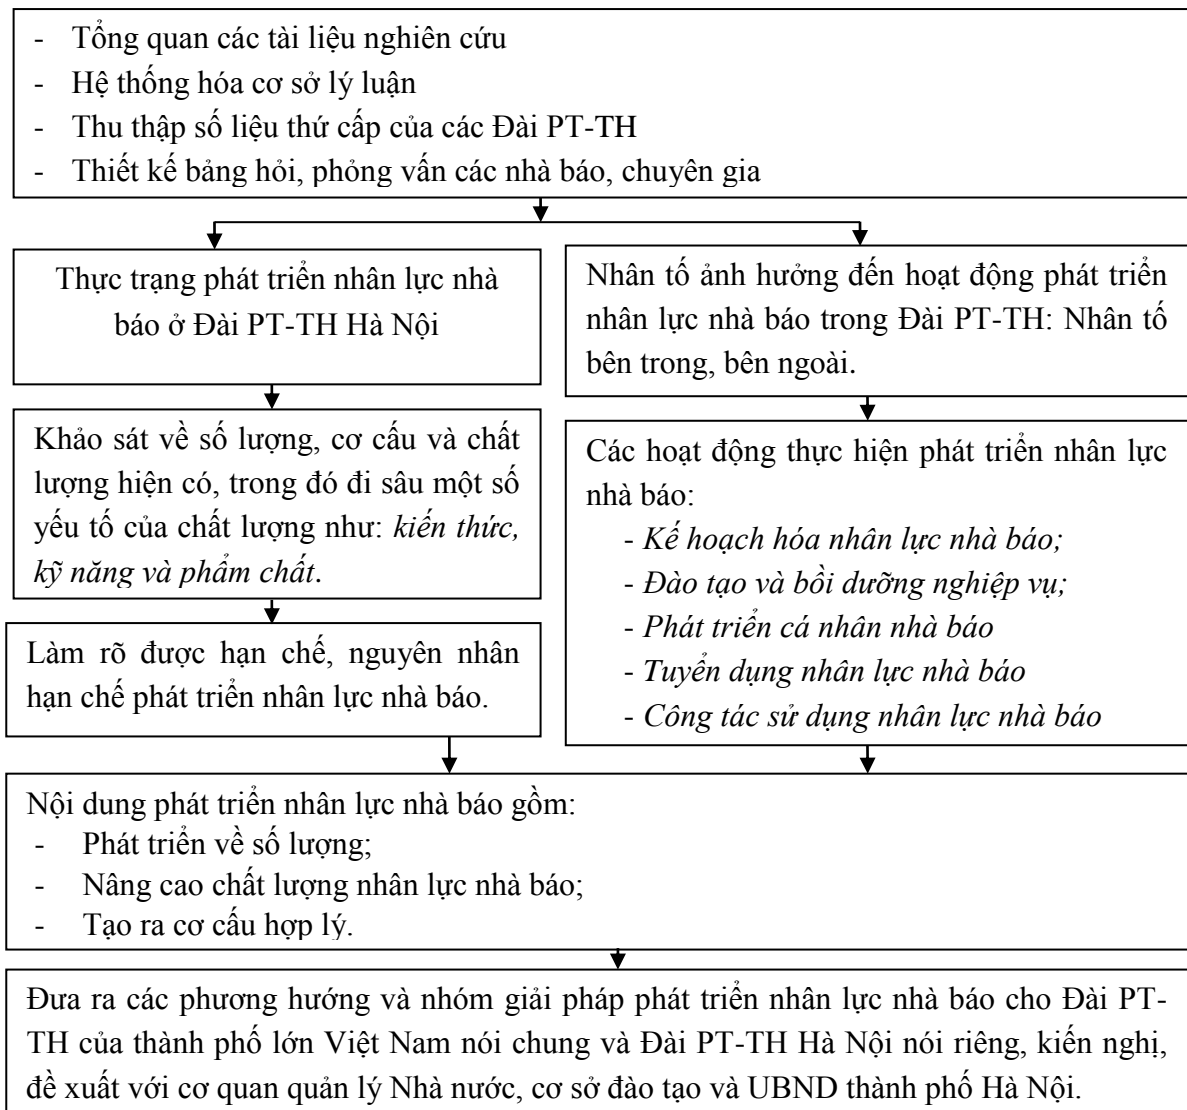 - Tổng quan các tài liệu nghiên cứu
- Hệ thống hóa cơ sở lý luận
- Thu thập số liệu thứ cấp của các Đài PT-TH
- Thiết kế bảng hỏi, phỏng vấn các nhà báo, chuyên gia
Thực trạng phát triển nhân lực nhà
báo ở Đài PT-TH Hà Nội
Khảo sát về số lượng, cơ cấu và chất
lượng hiện có, trong đó đi sâu một số
yếu tố của chất lượng như: kiến thức,
kỹ năng và phẩm chất.
Làm rõ được hạn chế, nguyên nhân
hạn chế phát triển nhân lực nhà báo.
Nhân tố ảnh hưởng đến hoạt động phát triển
nhân lực nhà báo trong Đài PT-TH: Nhân tố
bên trong, bên ngoài.
Các hoạt động thực hiện phát triển nhân lực
nhà báo:
- Kế hoạch hóa nhân lực nhà báo;
- Đào tạo và bồi dưỡng nghiệp vụ;
- Phát triển cá nhân nhà báo
- Tuyển dụng nhân lực nhà báo
- Công tác sử dụng nhân lực nhà báo
Nội dung phát triển nhân lực nhà báo gồm:
- Phát triển về số lượng;
- Nâng cao chất lượng nhân lực nhà báo;
- Tạo ra cơ cấu hợp lý.
Đưa ra các phương hướng và nhóm giải pháp phát triển nhân lực nhà báo cho Đài PT-
TH của thành phố lớn Việt Nam nói chung và Đài PT-TH Hà Nội nói riêng, kiến nghị,
đề xuất với cơ quan quản lý Nhà nước, cơ sở đào tạo và UBND thành phố Hà Nội.